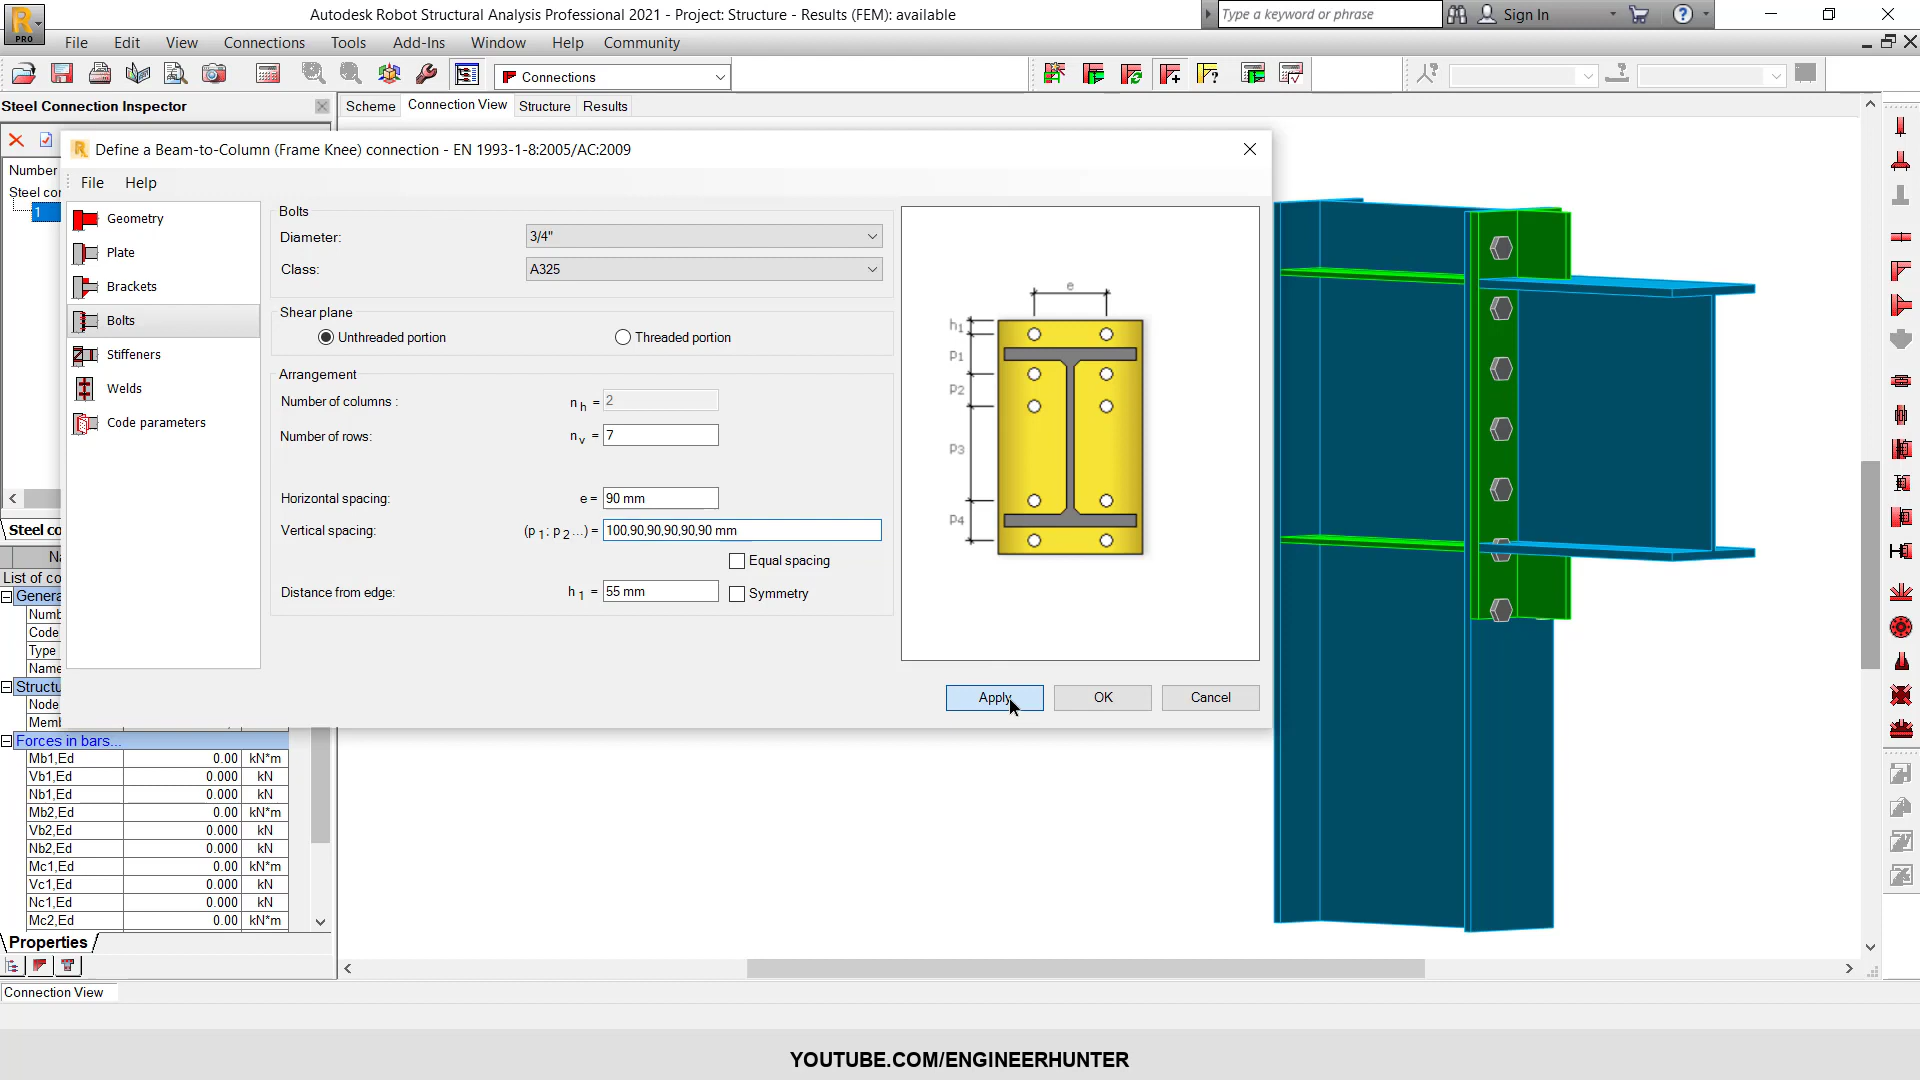 Autodesk Robot Structural Analysis Professional 2021 - Project: Structure - Results (FEM): available
Type a keyword or phrase
Sign In
PRO
File Edit View Connections Tools Add-Ins Window Help Community
Connections
Steel Connection Inspector
Scheme Connection View Structure Results
Define a Beam-to-Column (Frame Knee) connection - EN 1993-1-8:2005/AC:2009
Number
Steel cor
1
File Help
Geometry
Plate
Brackets
Bolts
Stiffeners
Welds
Code parameters
Bolts
Diameter: 3/4"
Class: A325
Shear plane
Unthreaded portion Threaded portion
Arrangement
Number of columns : n h = 2
Number of rows: n v = 7
Horizontal spacing: e = 90 mm
Vertical spacing: (p 1; p 2 ...) = 100,90,90,90,90,90 mm
Equal spacing
Distance from edge: h 1 = 55 mm
Symmetry
e
h1
P1
P2
P3
P4
Apply OK Cancel
Steel co
Na
List of co
Genera
Numb
Code
Type
Name
Structu
Node
Memb
Forces in bars...
Mb1,Ed 0.00 kN*m
Vb1,Ed 0.000 kN
Nb1,Ed 0.000 kN
Mb2,Ed 0.00 kN*m
Vb2,Ed 0.000 kN
Nb2,Ed 0.000 kN
Mc1,Ed 0.00 kN*m
Vc1,Ed 0.000 kN
Nc1,Ed 0.000 kN
Mc2,Ed 0.00 kN*m
Properties
Connection View
YOUTUBE.COM/ENGINEERHUNTER